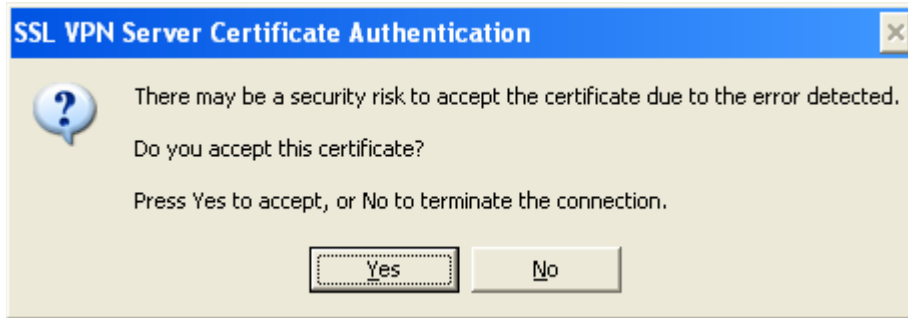 SSL VPN Server Certificate Authentication
There may be a security risk to accept the certificate due to the error detected.
Do you accept this certificate?
Press Yes to accept, or No to terminate the connection.
Yes No